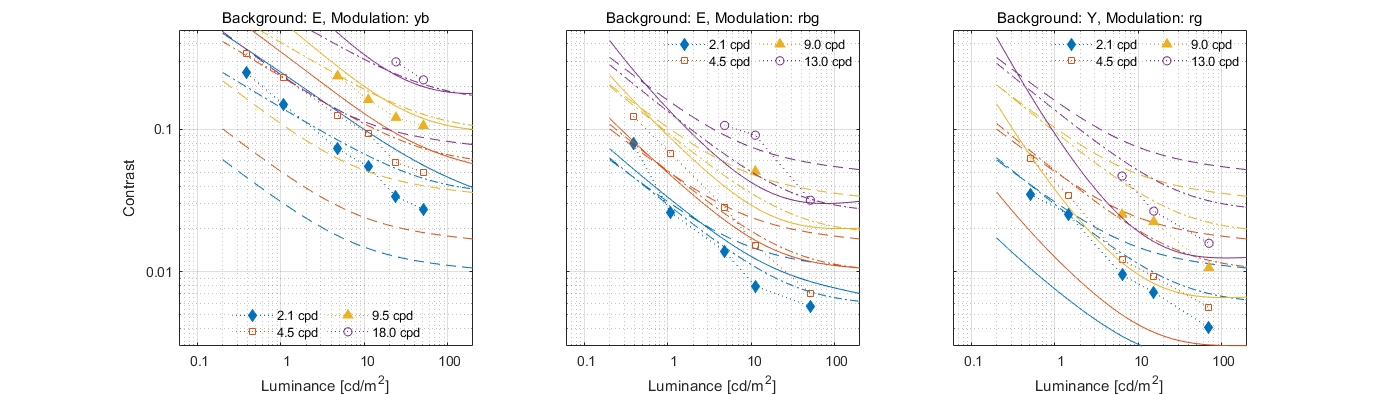 Background: E, Modulation: yb
Contrast
0.1
0.01
2.1 cpd
9.5 cpd
4.5 cpd
18.0 cpd
0.1
1
10
100
Luminance [cd/m²]
Background: E, Modulation: rbg
2.1 cpd
9.0 cpd
4.5 cpd
13.0 cpd
0.1
1
10
100
Luminance [cd/m²]
Background: Y, Modulation: rg
2.1 cpd
9.0 cpd
4.5 cpd
13.0 cpd
0.1
1
10
100
Luminance [cd/m²]